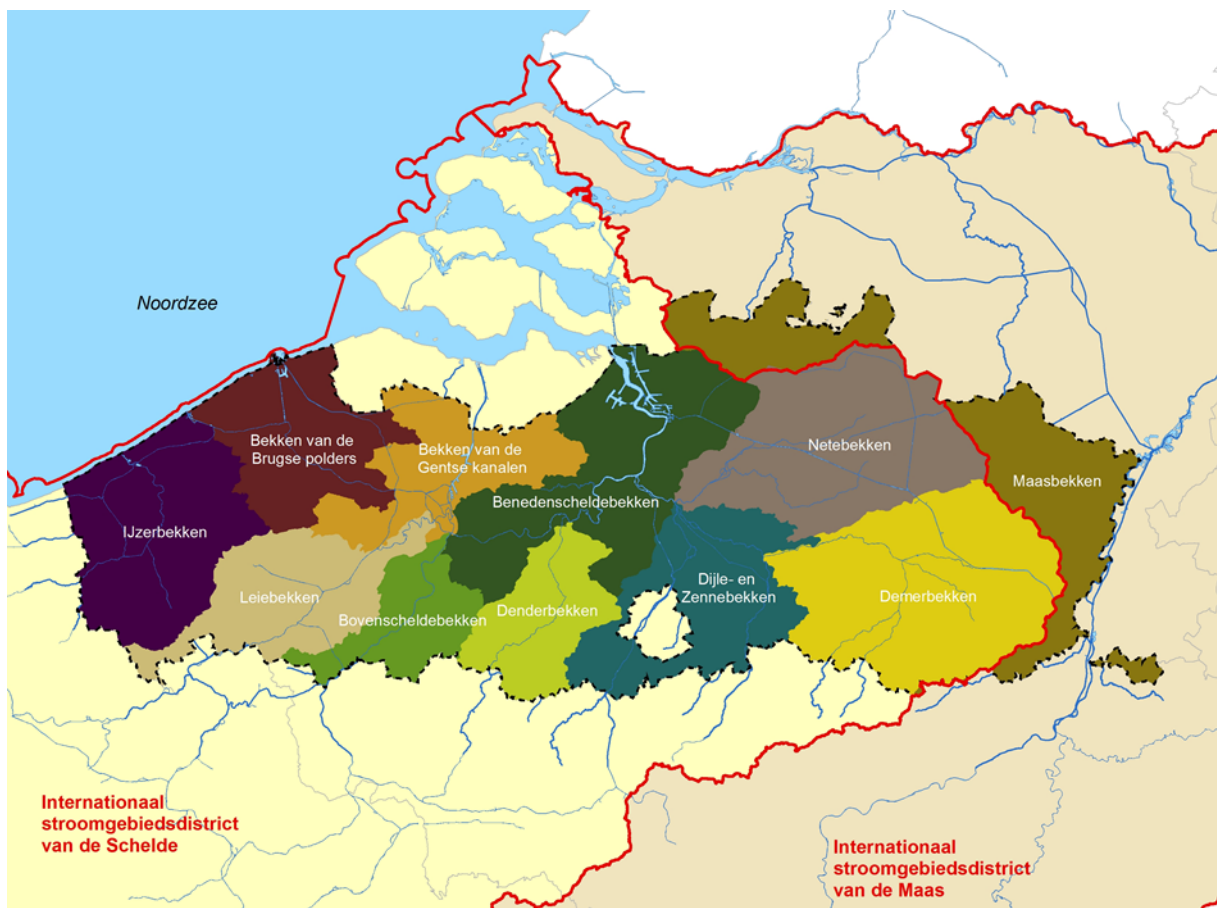 Noordzee
Bekken van de
Brugse polders
Bekken van de
Gentse kanalen
Netebekken
Maasbekken
Benedenscheldebekken
IJzerbekken
Dijle- en
Zennebekken
Leiebekken
Demerbekken
Denderbekken
Bovenscheldebekken
Internationaal
stroomgebiedsdistrict
van de Schelde
Internationaal
stroomgebiedsdistrict
van de Maas